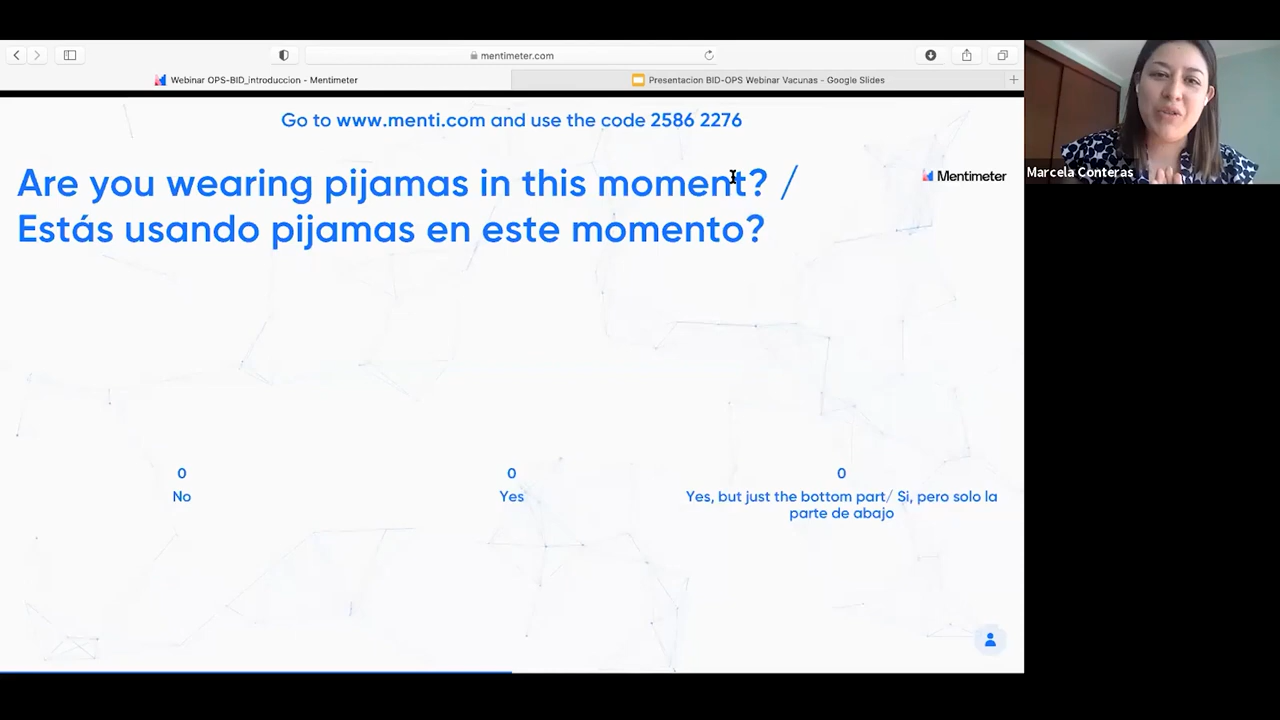 mentimeter.com
Webinar OPS-BID_introduccion - Mentimeter
Presentacion BID-OPS Webinar Vacunas - Google Slides
Go to www.menti.com and use the code 2586 2276
Are you wearing pijamas in this moment? /
Estás usando pijamas en este momento?
Mentimeter
Marcela Conteras
0
No
0
Yes
0
Yes, but just the bottom part/ Si, pero solo la
parte de abajo